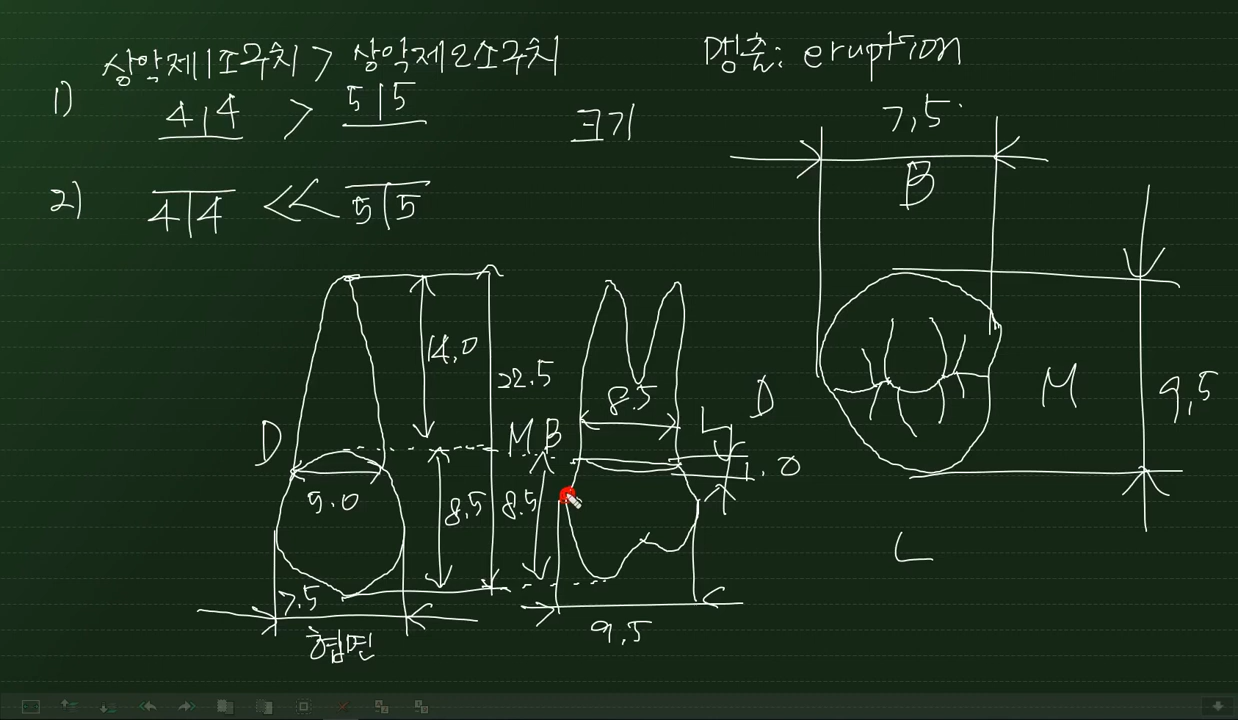 상악제1소구치 > 상악제2소구치
맹출: eruption
1) 4|4 > 5|5
크기
2) 4|4 << 5|5
7,5
B
14,0
22.5
8.5
D
M
9,5
D
M
B
L
1.0
5.0
8,5
8.5
7.5
9,5
협면
L